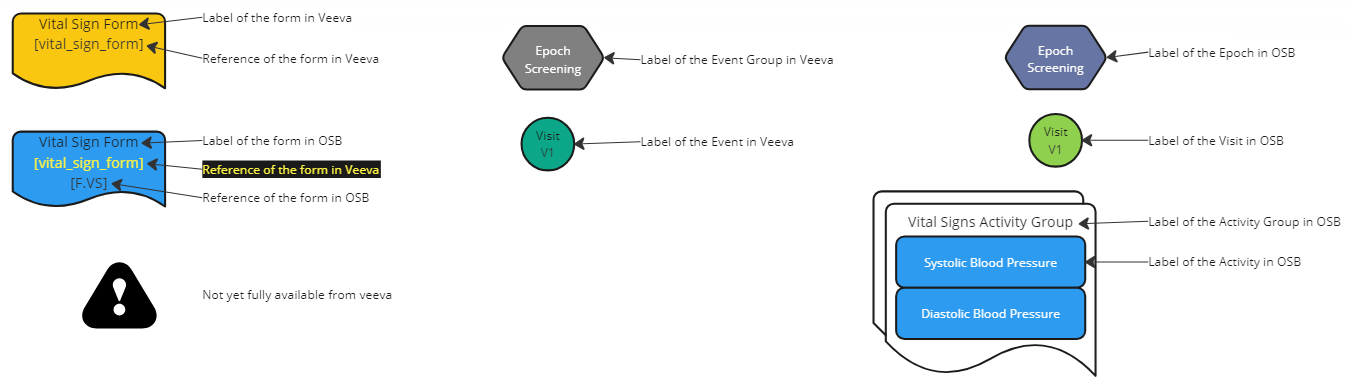 Vital Sign Form
[vital_sign_form]
Label of the form in Veeva
Reference of the form in Veeva
Vital Sign Form
[vital_sign_form]
[F.VS]
Label of the form in OSB
Reference of the form in Veeva
Reference of the form in OSB
Not yet fully available from veeva
Epoch
Screening
Label of the Event Group in Veeva
Visit
V1
Label of the Event in Veeva
Epoch
Screening
Label of the Epoch in OSB
Visit
V1
Label of the Visit in OSB
Vital Signs Activity Group
Label of the Activity Group in OSB
Systolic Blood Pressure
Label of the Activity in OSB
Diastolic Blood Pressure